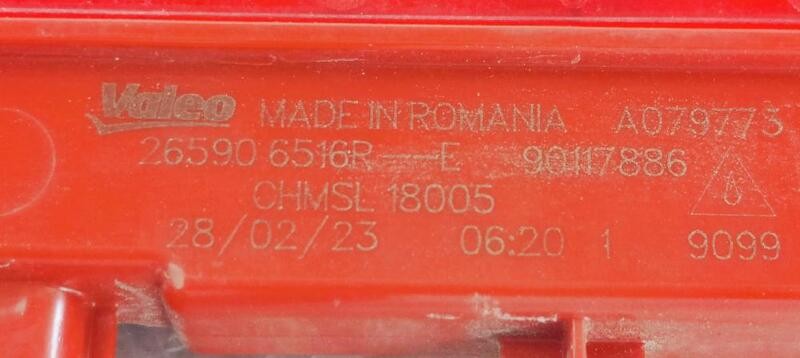 Valeo MADE IN ROMANIA A079773
26590 6516R---E 90117886
CHMSL 18005
28/02/23 06:20 1 9099